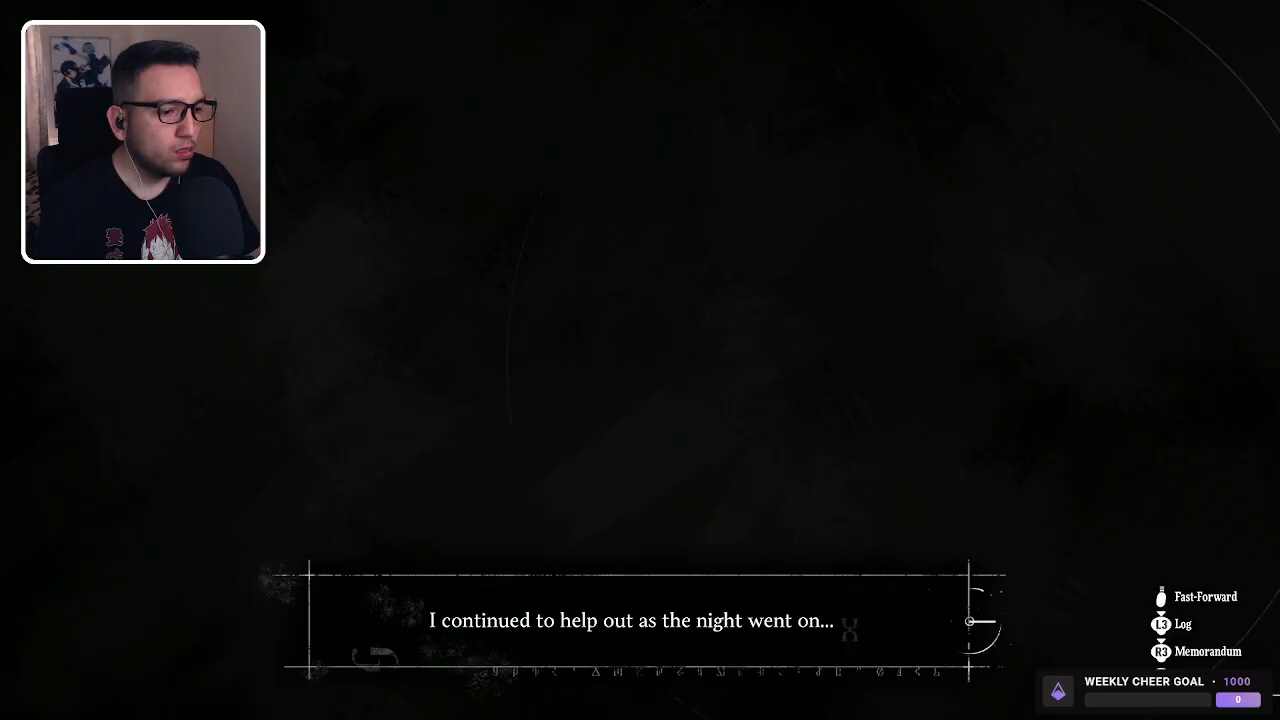 I continued to help out as the night went on...
Fast-Forward
L3 Log
R3 Memorandum
WEEKLY CHEER GOAL · 1000
0